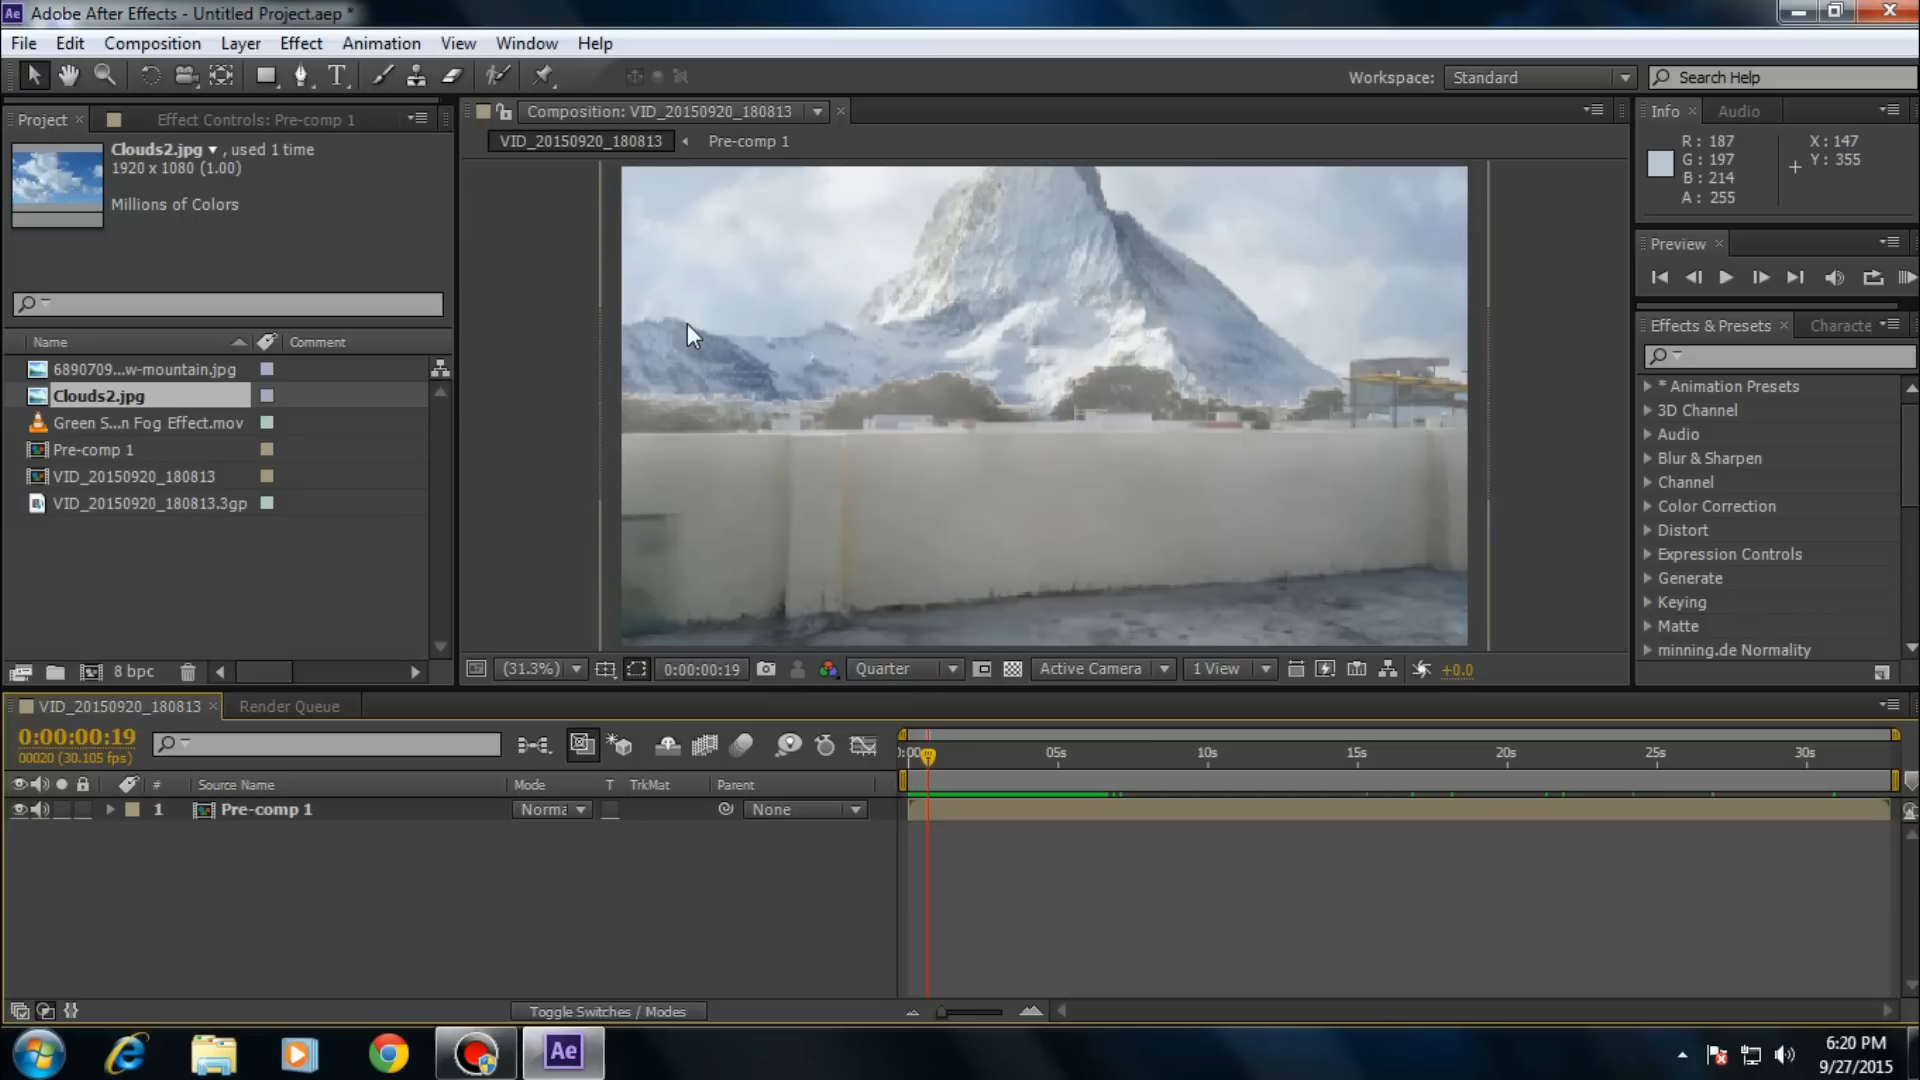 Ae Adobe After Effects - Untitled Project.aep *
File Edit Composition Layer Effect Animation View Window Help
Workspace: Standard Search Help
Project × Effect Controls: Pre-comp 1
Composition: VID_20150920_180813
Info × Audio
Clouds2.jpg ▾ , used 1 time
1920 x 1080 (1.00)
Millions of Colors
VID_20150920_180813 Pre-comp 1
R: 187 X: 147
G: 197 Y: 355
B: 214
A: 255
Preview ×
Effects & Presets × Characte
Name Comment
6890709...w-mountain.jpg
Clouds2.jpg
Green S...n Fog Effect.mov
Pre-comp 1
VID_20150920_180813
VID_20150920_180813.3gp
* Animation Presets
3D Channel
Audio
Blur & Sharpen
Channel
Color Correction
Distort
Expression Controls
Generate
Keying
Matte
minning.de Normality
8 bpc
(31.3%) 0:00:00:19 Quarter Active Camera 1 View +0.0
VID_20150920_180813 × Render Queue
0:00:00:19
00020 (30.105 fps)
):00 05s 10s 15s 20s 25s 30s
# Source Name Mode T TrkMat Parent
1 Pre-comp 1 Norma None
Toggle Switches / Modes
Ae
6:20 PM
9/27/2015